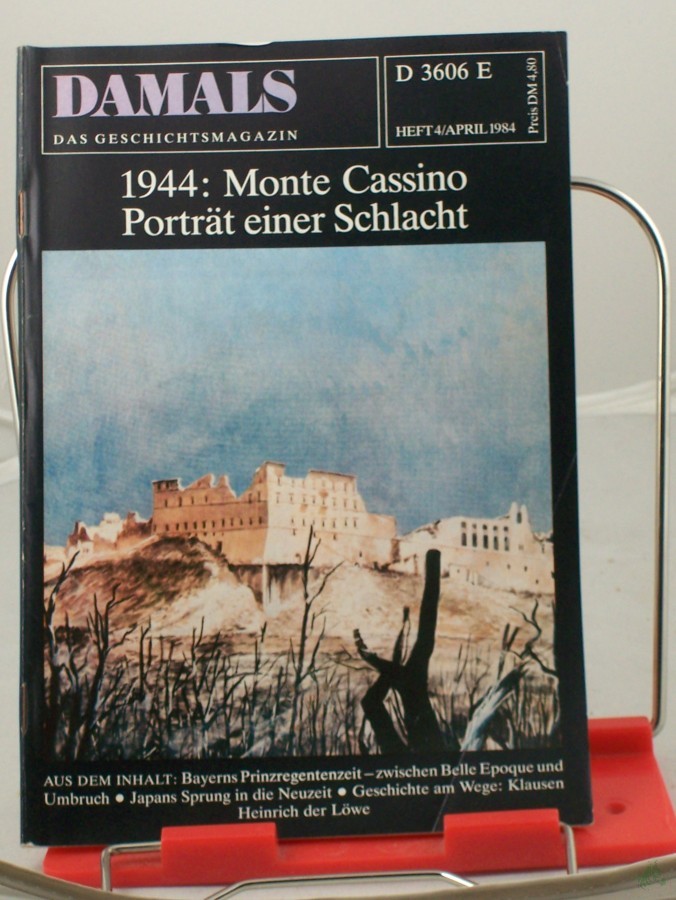 DAMALS
DAS GESCHICHTSMAGAZIN
D 3606 E
HEFT 4/APRIL 1984
Preis DM 4,80
1944: Monte Cassino
Porträt einer Schlacht
AUS DEM INHALT: Bayerns Prinzregentenzeit – zwischen Belle Epoque und
Umbruch • Japans Sprung in die Neuzeit • Geschichte am Wege: Klausen
Heinrich der Löwe